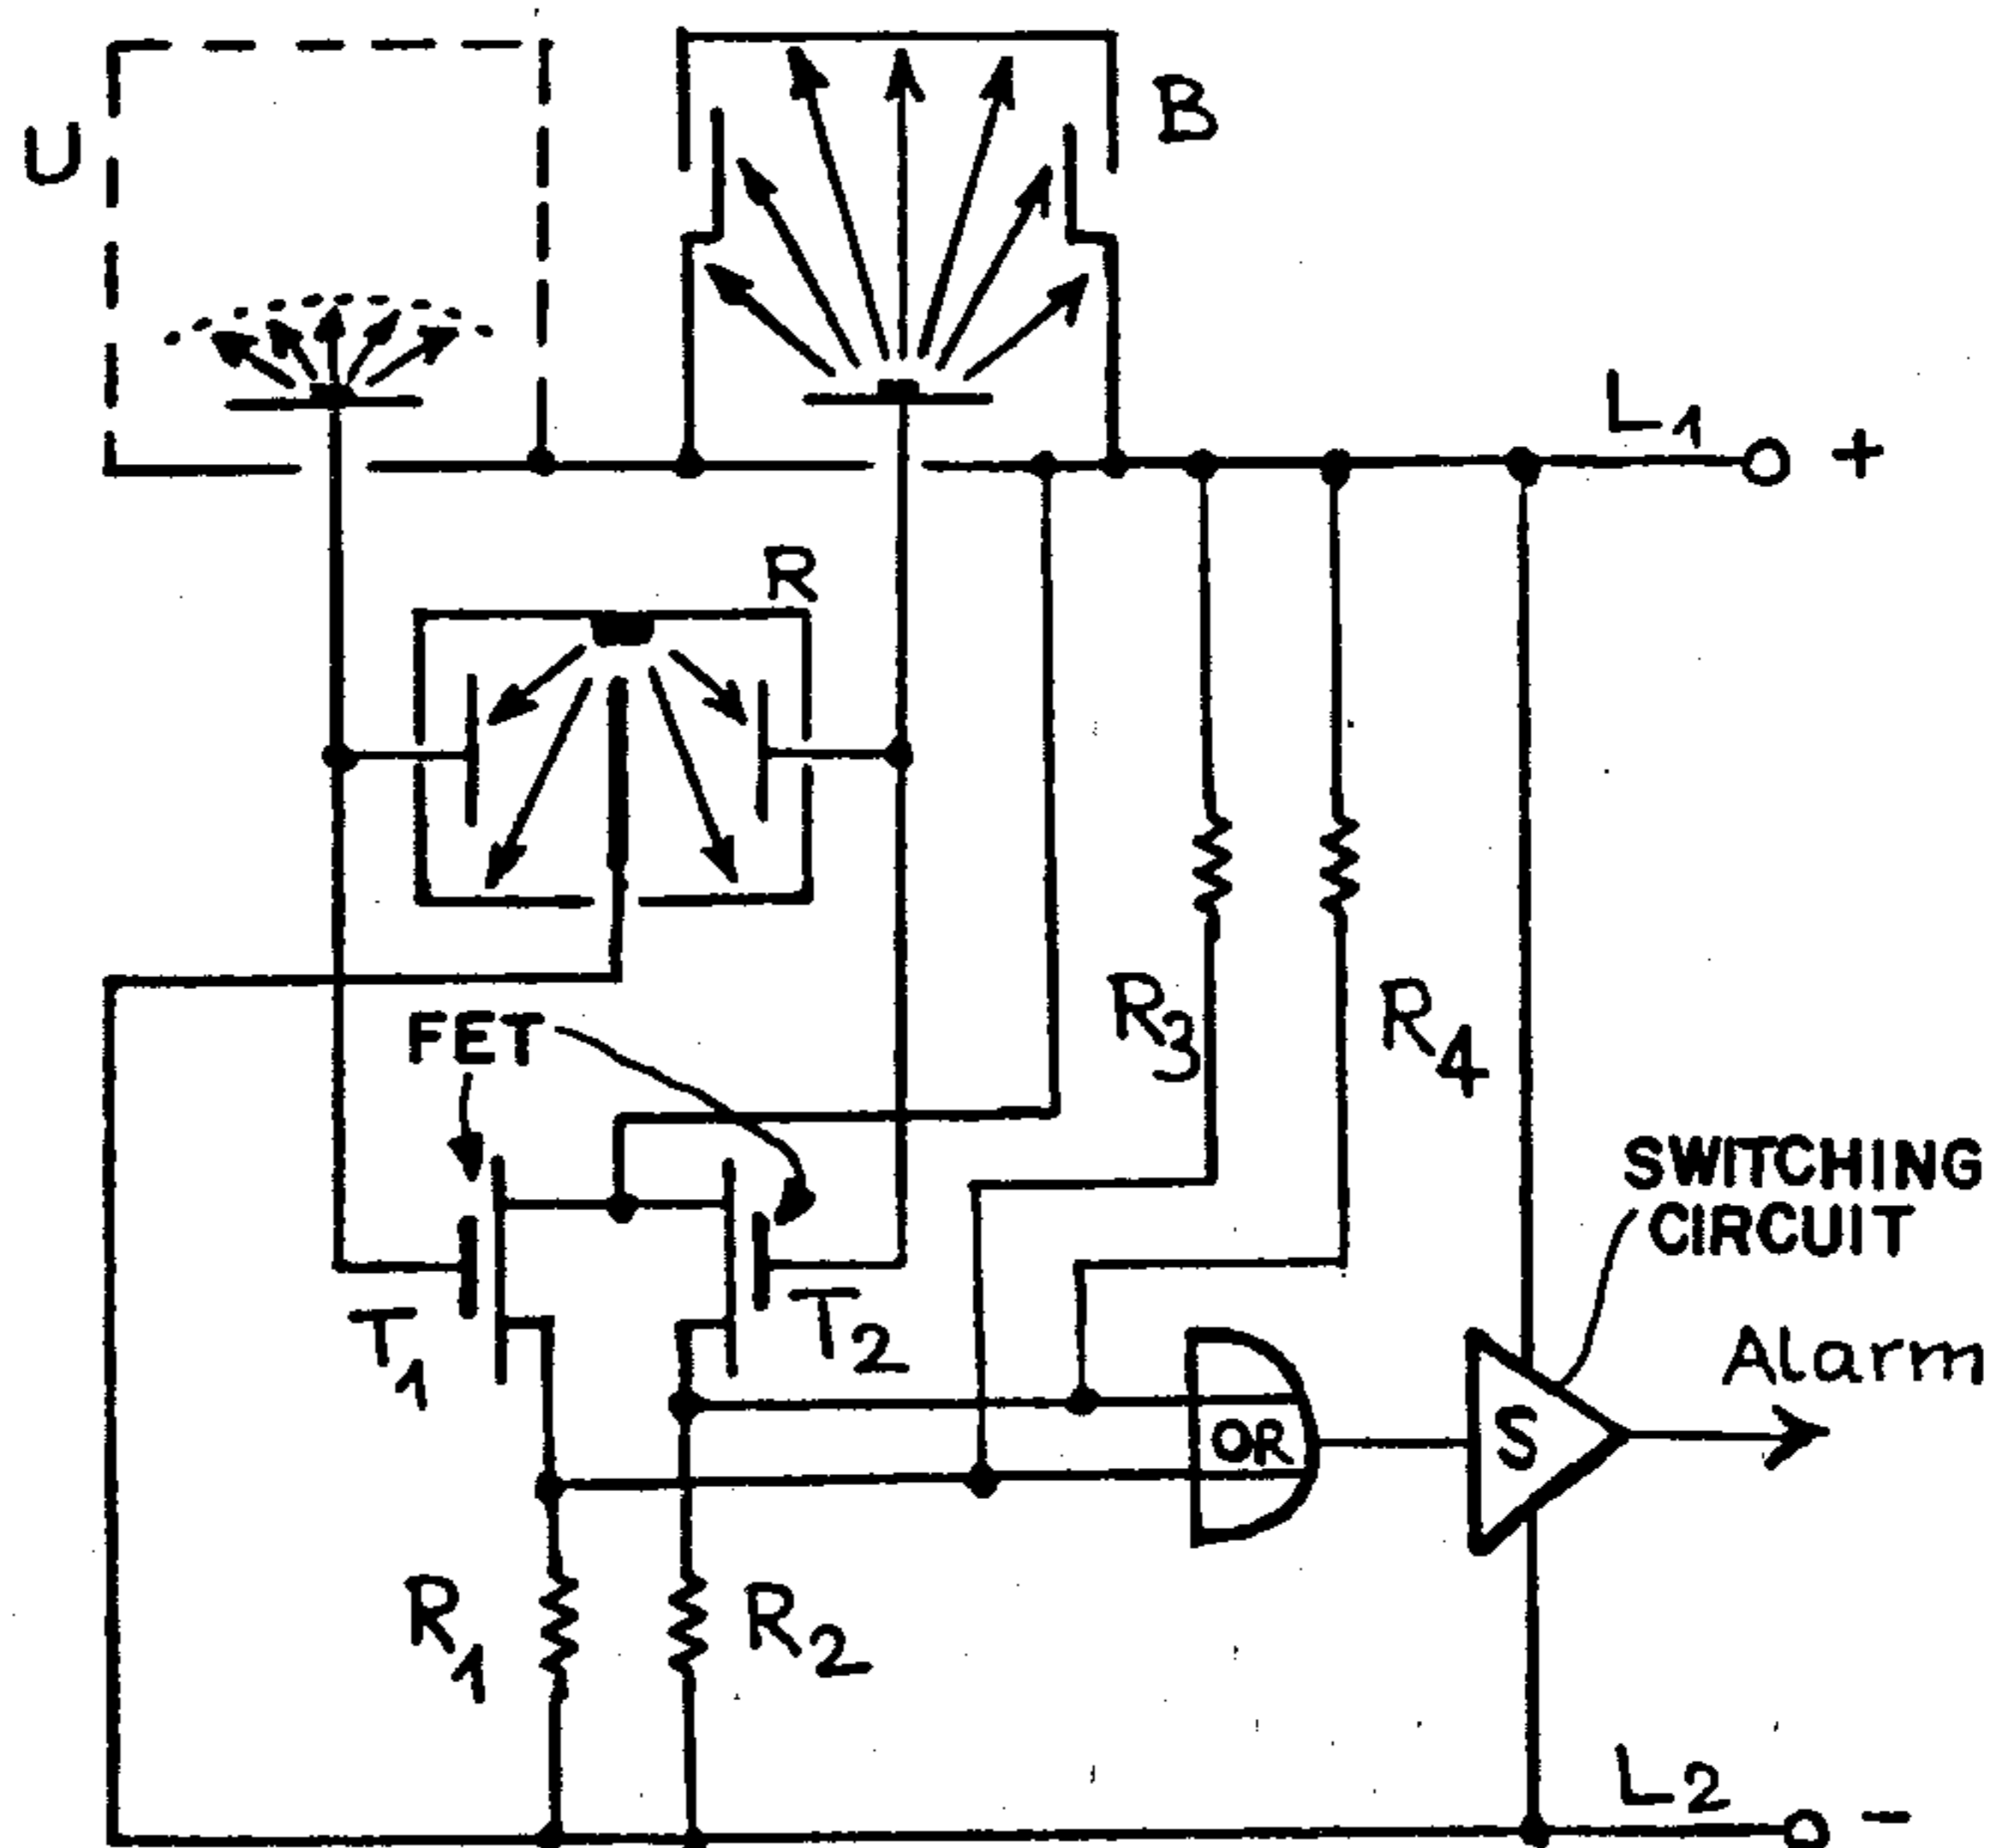 U
B
L1
+
R
FET
R3
R4
SWITCHING
CIRCUIT
T1
T2
Alarm
OR
S
R1
R2
L2
-